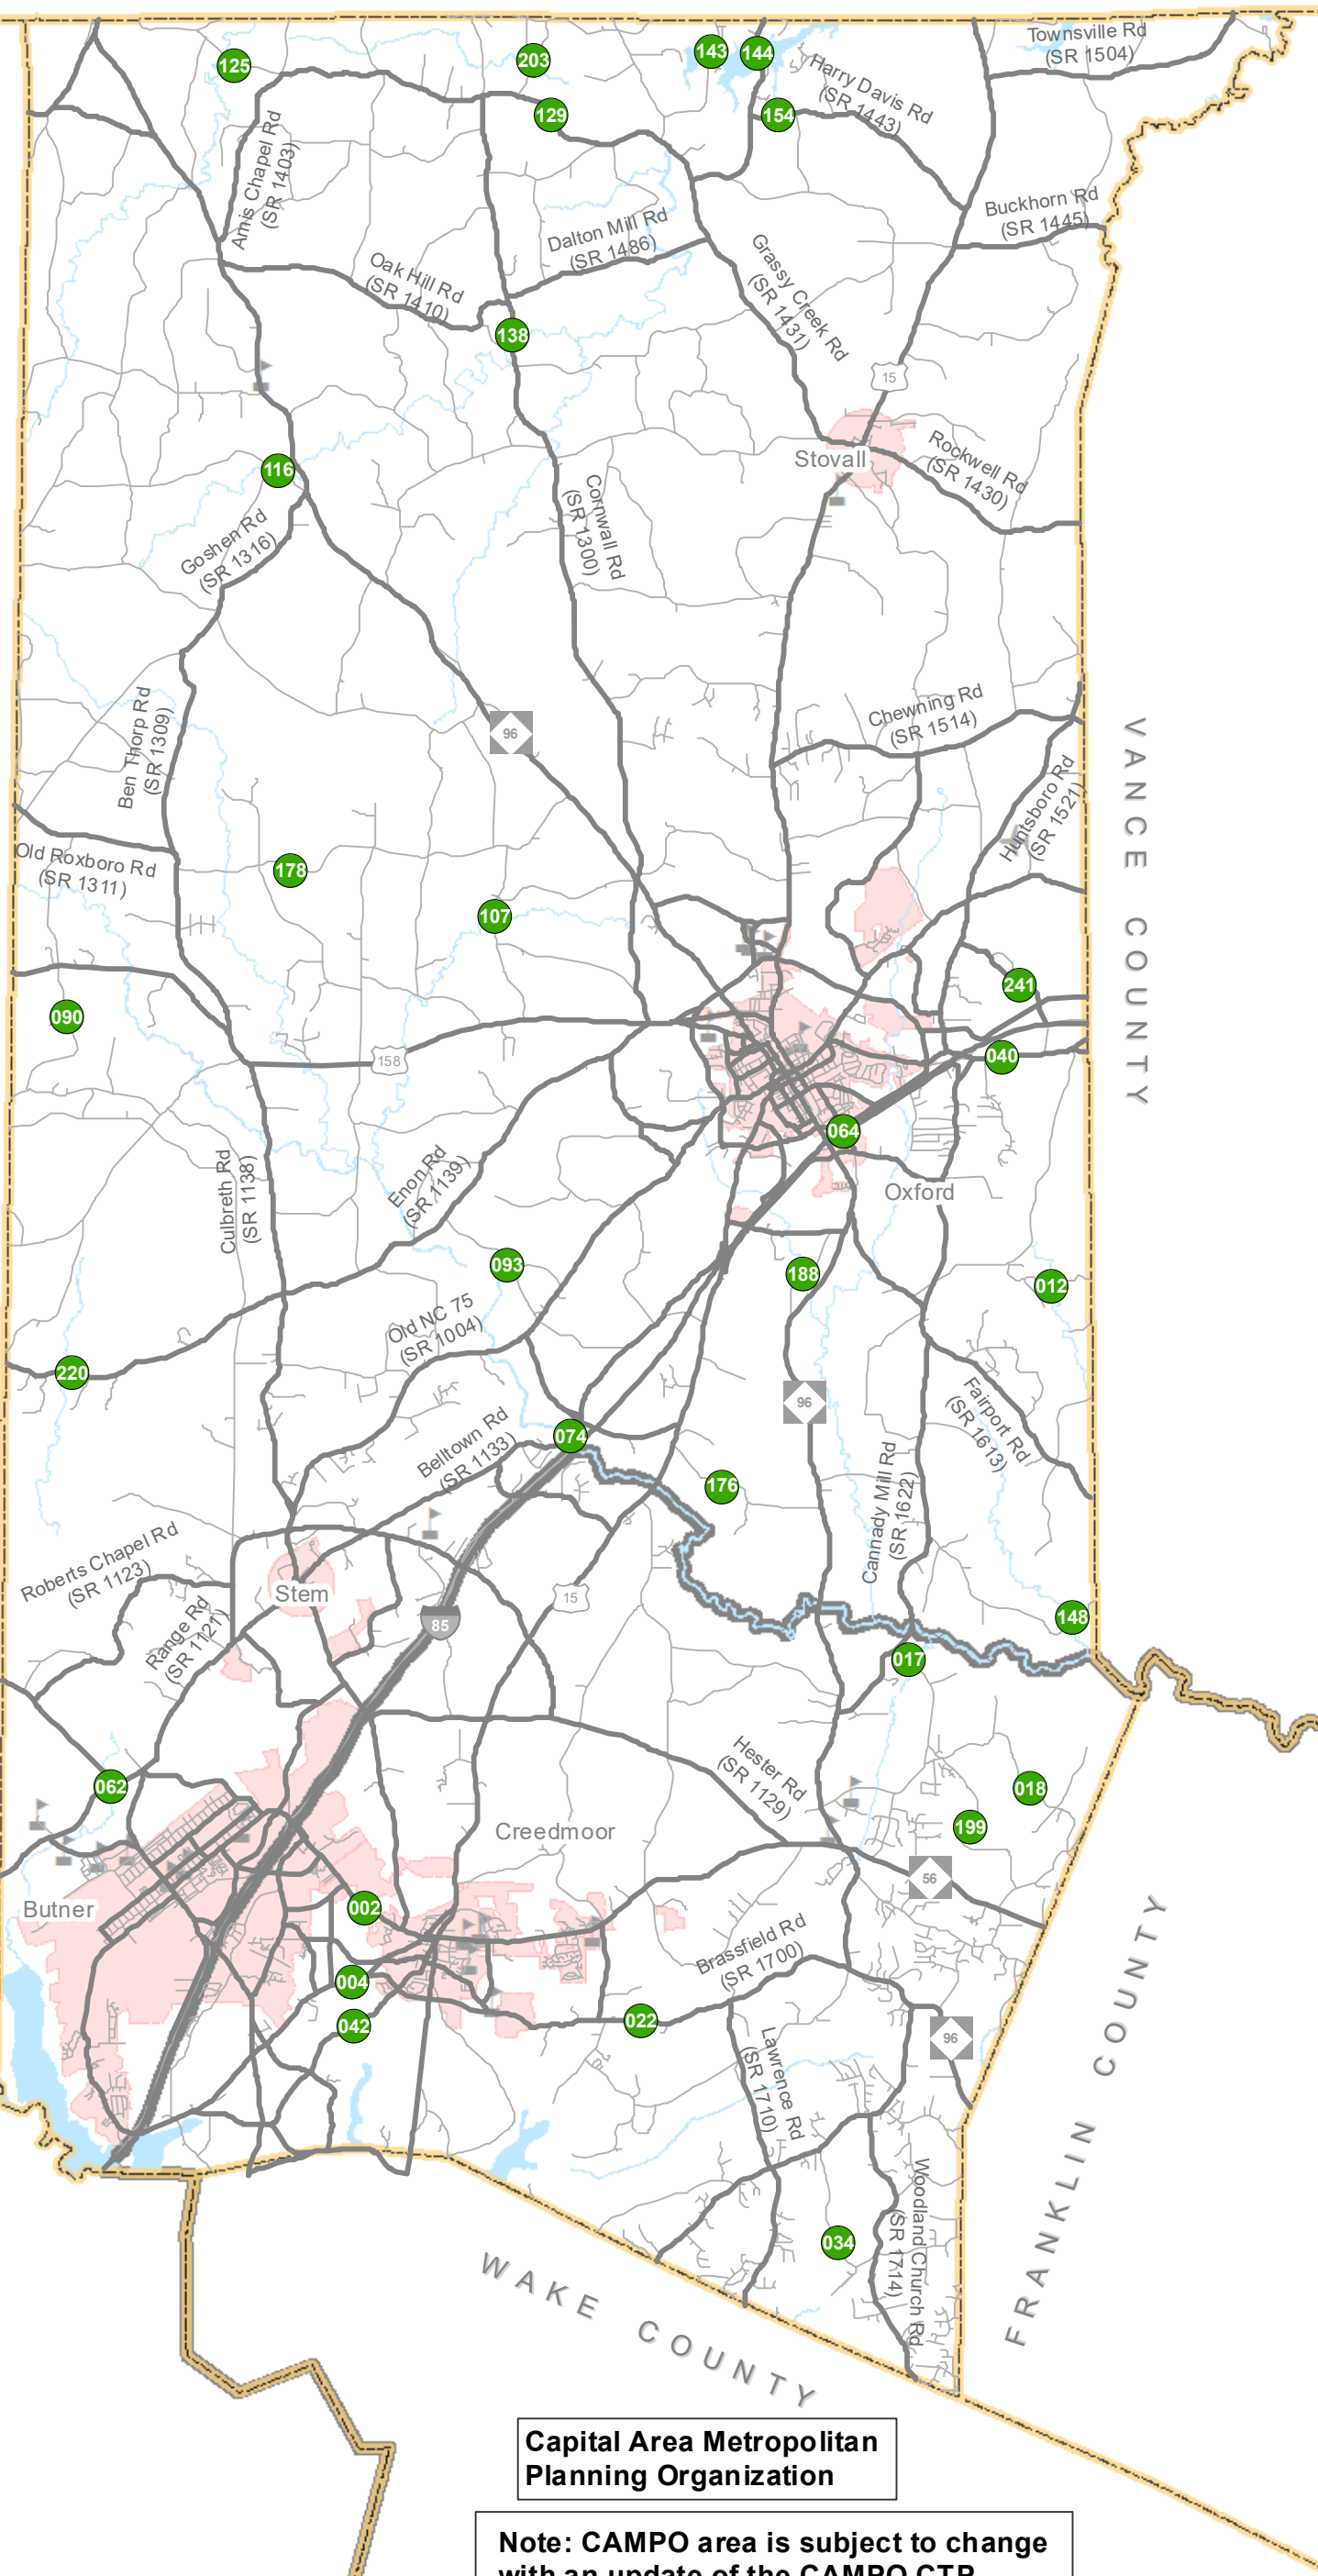 Townsville Rd
(SR 1504)
125
203
143
144
Harry Davis Rd
(SR 1443)
129
154
Amis Chapel Rd
(SR 1403)
Buckhorn Rd
(SR 1445)
Dalton Mill Rd
(SR 1486)
Oak Hill Rd
(SR 1410)
Grassy Creek Rd
(SR 1431)
138
15
Stovall
Rockwell Rd
(SR 1430)
116
Goshen Rd
(SR 1316)
Cornwall Rd
(SR 1300)
Ben Thorp Rd
(SR 1309)
96
Chewning Rd
(SR 1514)
VANCE COUNTY
Huntsboro Rd
(SR 1521)
Old Roxboro Rd
(SR 1311)
178
107
241
090
158
040
064
Oxford
Culbreth Rd
(SR 1138)
Enon Rd
(SR 1139)
093
188
012
Old NC 75
(SR 1004)
220
96
Fairport Rd
(SR 1613)
Belltown Rd
(SR 1133)
074
176
Cannady Mill Rd
(SR 1622)
Roberts Chapel Rd
(SR 1123)
Stem
15
85
Range Rd
(SR 1121)
148
017
Hester Rd
(SR 1129)
062
018
199
Creedmoor
56
Butner
002
Brassfield Rd
(SR 1700)
004
022
042
96
Lawrence Rd
(SR 1710)
FRANKLIN COUNTY
Woodland Church Rd
(SR 1714)
034
WAKE COUNTY
Capital Area Metropolitan
Planning Organization
Note: CAMPO area is subject to change
with an update of the CAMPO CTP